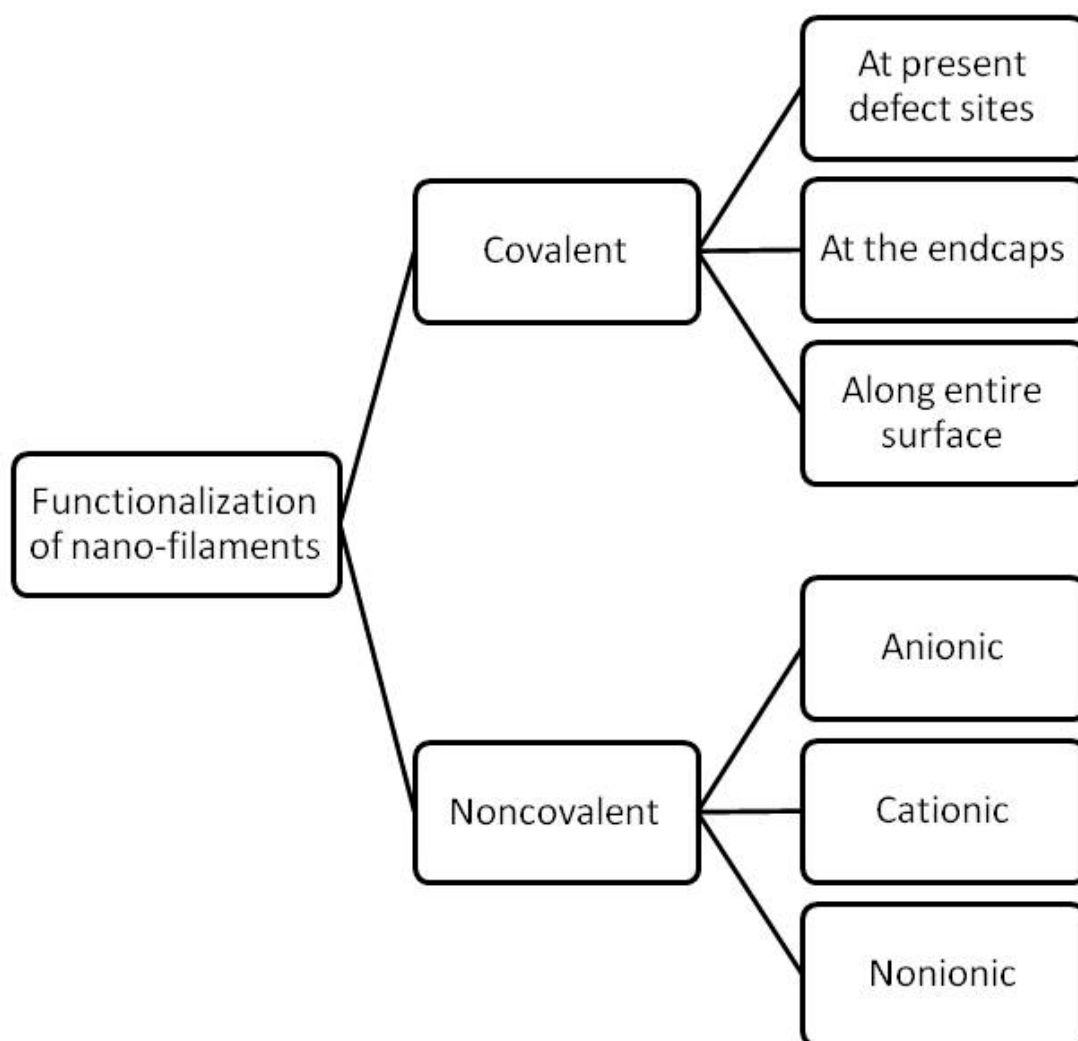 Functionalization
of nano-filaments
Covalent
At present
defect sites
At the endcaps
Along entire
surface
Noncovalent
Anionic
Cationic
Nonionic